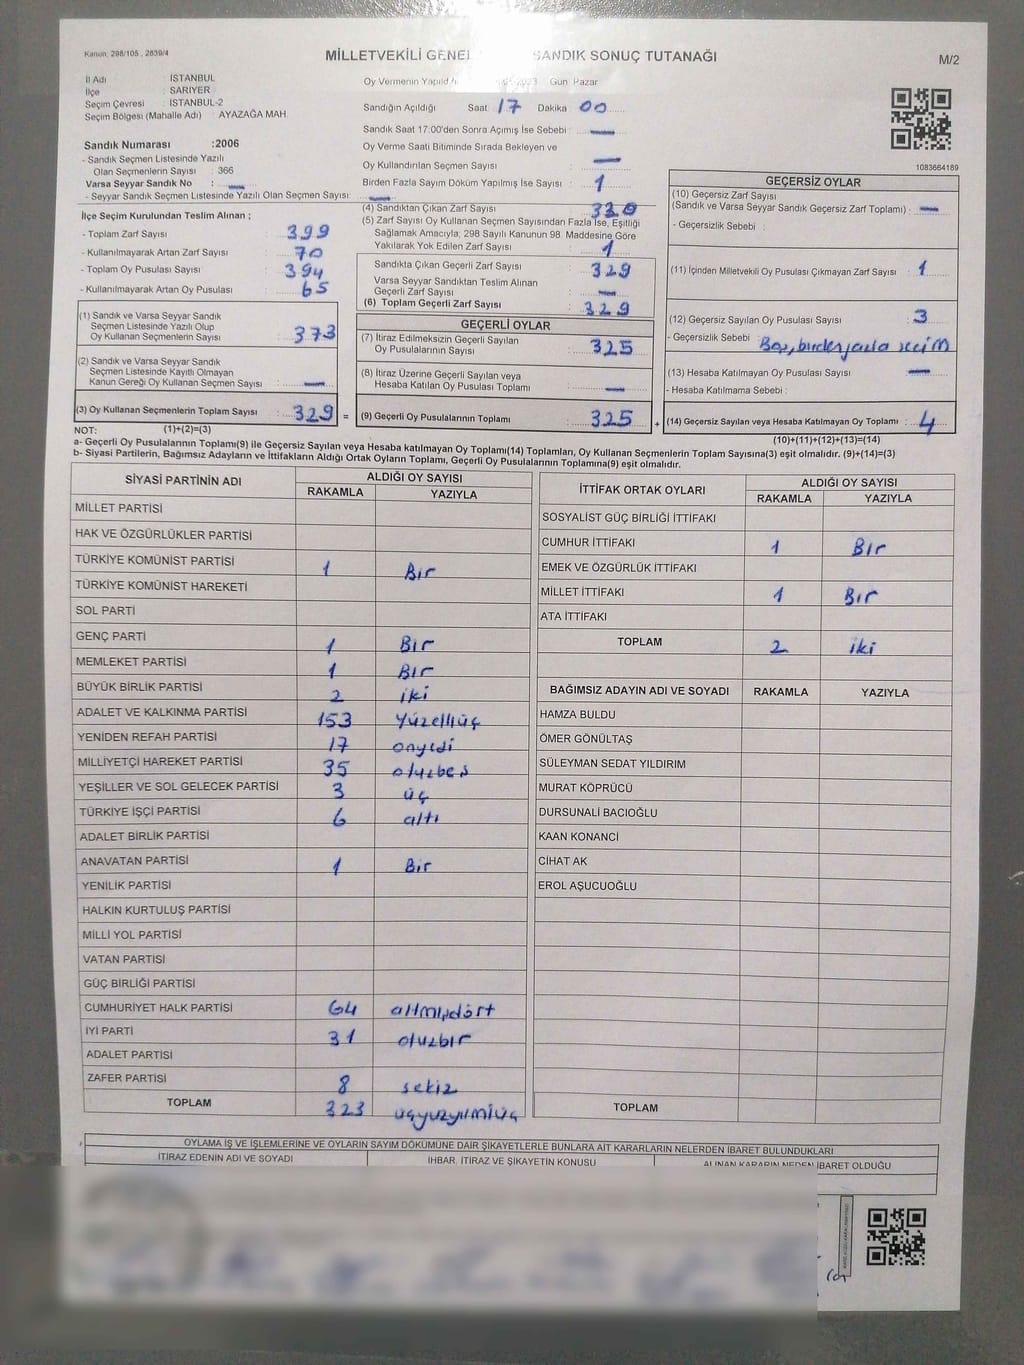 Kanun, 298/105 , 2839/4
MİLLETVEKİLİ GENEL SANDIK SONUÇ TUTANAĞI
M/2
İl Adı : İSTANBUL
İlçe : SARIYER
Seçim Çevresi : İSTANBUL-2
Seçim Bölgesi (Mahalle Adı) : AYAZAĞA MAH.
Oy Vermenin Yapıldığı 2023 Gün Pazar
Sandığın Açıldığı Saat 17 Dakika 00
Sandık Saat 17:00'den Sonra Açımış İse Sebebi : —
Oy Verme Saati Bitiminde Sırada Bekleyen ve
Oy Kullandırılan Seçmen Sayısı : —
Birden Fazla Sayım Döküm Yapılmış İse Sayısı : 1
1083664189
Sandık Numarası :2006
- Sandık Seçmen Listesinde Yazılı
Olan Seçmenlerin Sayısı : 366
Varsa Seyyar Sandık No : —
- Seyyar Sandık Seçmen Listesinde Yazılı Olan Seçmen Sayısı : —
İlçe Seçim Kurulundan Teslim Alınan ;
- Toplam Zarf Sayısı : 399
- Kullanılmayarak Artan Zarf Sayısı : 70
- Toplam Oy Pusulası Sayısı : 394
- Kullanılmayarak Artan Oy Pusulası : 65
(1) Sandık ve Varsa Seyyar Sandık
Seçmen Listesinde Yazılı Olup
Oy Kullanan Seçmenlerin Sayısı : 373
(2) Sandık ve Varsa Seyyar Sandık
Seçmen Listesinde Kayıtlı Olmayan
Kanun Gereği Oy Kullanan Seçmen Sayısı : —
(3) Oy Kullanan Seçmenlerin Toplam Sayısı : 329 =
(4) Sandıktan Çıkan Zarf Sayısı : 330
(5) Zarf Sayısı Oy Kullanan Seçmen Sayısından Fazla İse, Eşitliği
Sağlamak Amacıyla; 298 Sayılı Kanunun 98. Maddesine Göre
Yakılarak Yok Edilen Zarf Sayısı : 1
Sandıkta Çıkan Geçerli Zarf Sayısı : 329
Varsa Seyyar Sandıktan Teslim Alınan
Geçerli Zarf Sayısı : —
(6) Toplam Geçerli Zarf Sayısı : 329
GEÇERLİ OYLAR
(7) İtiraz Edilmeksizin Geçerli Sayılan
Oy Pusulalarının Sayısı : 325
(8) İtiraz Üzerine Geçerli Sayılan veya
Hesaba Katılan Oy Pusulaları Toplamı : —
(9) Geçerli Oy Pusulalarının Toplamı : 325 +
GEÇERSİZ OYLAR
(10) Geçersiz Zarf Sayısı
(Sandık ve Varsa Seyyar Sandık Geçersiz Zarf Toplamı) : —
- Geçersizlik Sebebi :
(11) İçinden Milletvekili Oy Pusulası Çıkmayan Zarf Sayısı : 1
(12) Geçersiz Sayılan Oy Pusulası Sayısı : 3
- Geçersizlik Sebebi : Boş, birden fazla seçim
(13) Hesaba Katılmayan Oy Pusulası Sayısı : —
- Hesaba Katılmama Sebebi :
(14) Geçersiz Sayılan veya Hesaba Katılmayan Oy Toplamı : 4
NOT: (1)+(2)=(3)
(10)+(11)+(12)+(13)=(14)
a- Geçerli Oy Pusulalarının Toplamı(9) ile Geçersiz Sayılan veya Hesaba katılmayan Oy Toplamı(14) Toplamları, Oy Kullanan Seçmenlerin Toplam Sayısına(3) eşit olmalıdır. (9)+(14)=(3)
b- Siyasi Partilerin, Bağımsız Adayların ve İttifakların Aldığı Ortak Oyların Toplamı, Geçerli Oy Pusulalarının Toplamına(9) eşit olmalıdır.
SİYASİ PARTİNİN ADI
ALDIĞI OY SAYISI
RAKAMLA YAZIYLA
MİLLET PARTİSİ
HAK VE ÖZGÜRLÜKLER PARTİSİ
TÜRKİYE KOMÜNİST PARTİSİ 1 Bir
TÜRKİYE KOMÜNİST HAREKETİ
SOL PARTİ
GENÇ PARTİ 1 Bir
MEMLEKET PARTİSİ 1 Bir
BÜYÜK BİRLİK PARTİSİ 2 iki
ADALET VE KALKINMA PARTİSİ 153 Yüzelliüç
YENİDEN REFAH PARTİSİ 17 onyedi
MİLLİYETÇİ HAREKET PARTİSİ 35 otuzbeş
YEŞİLLER VE SOL GELECEK PARTİSİ 3 üç
TÜRKİYE İŞÇİ PARTİSİ 6 altı
ADALET BİRLİK PARTİSİ
ANAVATAN PARTİSİ 1 Bir
YENİLİK PARTİSİ
HALKIN KURTULUŞ PARTİSİ
MİLLİ YOL PARTİSİ
VATAN PARTİSİ
GÜÇ BİRLİĞİ PARTİSİ
CUMHURİYET HALK PARTİSİ 64 altmışdört
İYİ PARTİ 31 otuzbir
ADALET PARTİSİ
ZAFER PARTİSİ 8 sekiz
TOPLAM 323 üçyüzyirmiüç
İTTİFAK ORTAK OYLARI
ALDIĞI OY SAYISI
RAKAMLA YAZIYLA
SOSYALİST GÜÇ BİRLİĞİ İTTİFAKI
CUMHUR İTTİFAKI 1 Bir
EMEK VE ÖZGÜRLÜK İTTİFAKI
MİLLET İTTİFAKI 1 Bir
ATA İTTİFAKI
TOPLAM 2 iki
BAĞIMSIZ ADAYIN ADI VE SOYADI RAKAMLA YAZIYLA
HAMZA BULDU
ÖMER GÖNÜLTAŞ
SÜLEYMAN SEDAT YILDIRIM
MURAT KÖPRÜCÜ
DURSUNALİ BACIOĞLU
KAAN KONANCİ
CİHAT AK
EROL AŞUCUOĞLU
TOPLAM
OYLAMA İŞ VE İŞLEMLERİNE VE OYLARIN SAYIM DÖKÜMÜNE DAİR ŞİKAYETLERLE BUNLARA AİT KARARLARIN NELERDEN İBARET BULUNDUKLARI
İTİRAZ EDENİN ADI VE SOYADI
İHBAR, İTİRAZ VE ŞİKAYETİN KONUSU
ALINAN KARARIN NEDEN İBARET OLDUĞU